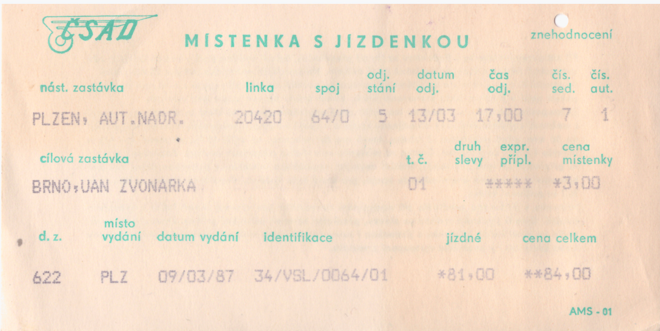 ČSAD
MÍSTENKA S JÍZDENKOU
znehodnocení
nást. zastávka linka spoj odj. stání datum odj. čas odj. čís. sed. čís. aut.
PLZEN, AUT.NADR. 20420 64/0 5 13/03 17,00 7 1
cílová zastávka t. č. druh slevy expr. přípl. cena místenky
BRNO,UAN ZVONARKA 01 ***** *3,00
d. z. místo vydání datum vydání identifikace jízdné cena celkem
622 PLZ 09/03/87 34/VSL/0064/01 *81,00 **84,00
AMS - 01